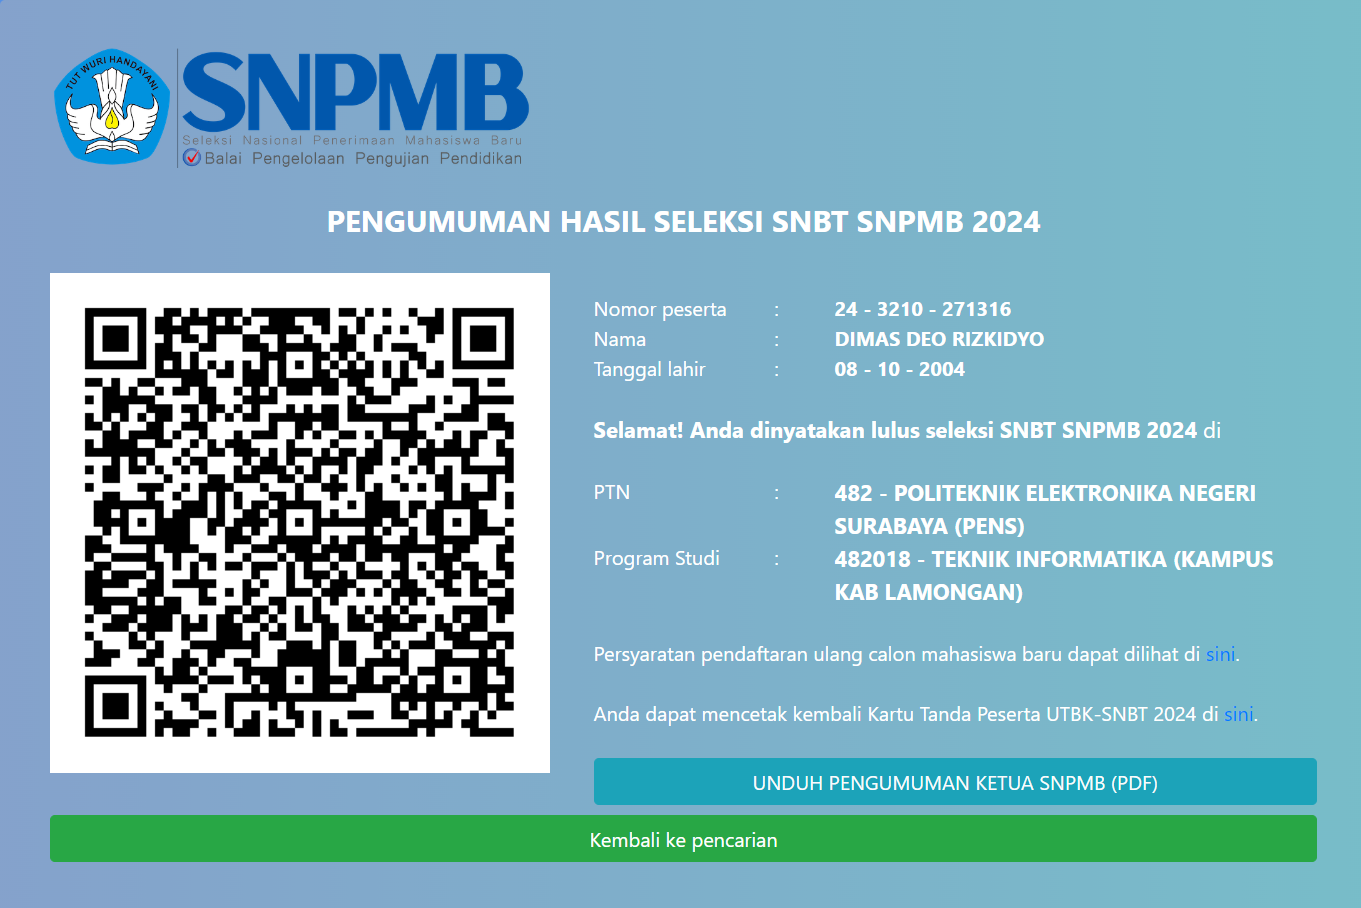 TUT WURI HANDAYANI
SNPMB
Seleksi Nasional Penerimaan Mahasiswa Baru
Balai Pengelolaan Pengujian Pendidikan
PENGUMUMAN HASIL SELEKSI SNBT SNPMB 2024
Nomor peserta : 24 - 3210 - 271316
Nama : DIMAS DEO RIZKIDYO
Tanggal lahir : 08 - 10 - 2004
Selamat! Anda dinyatakan lulus seleksi SNBT SNPMB 2024 di
PTN : 482 - POLITEKNIK ELEKTRONIKA NEGERI
SURABAYA (PENS)
Program Studi : 482018 - TEKNIK INFORMATIKA (KAMPUS
KAB LAMONGAN)
Persyaratan pendaftaran ulang calon mahasiswa baru dapat dilihat di sini.
Anda dapat mencetak kembali Kartu Tanda Peserta UTBK-SNBT 2024 di sini.
UNDUH PENGUMUMAN KETUA SNPMB (PDF)
Kembali ke pencarian